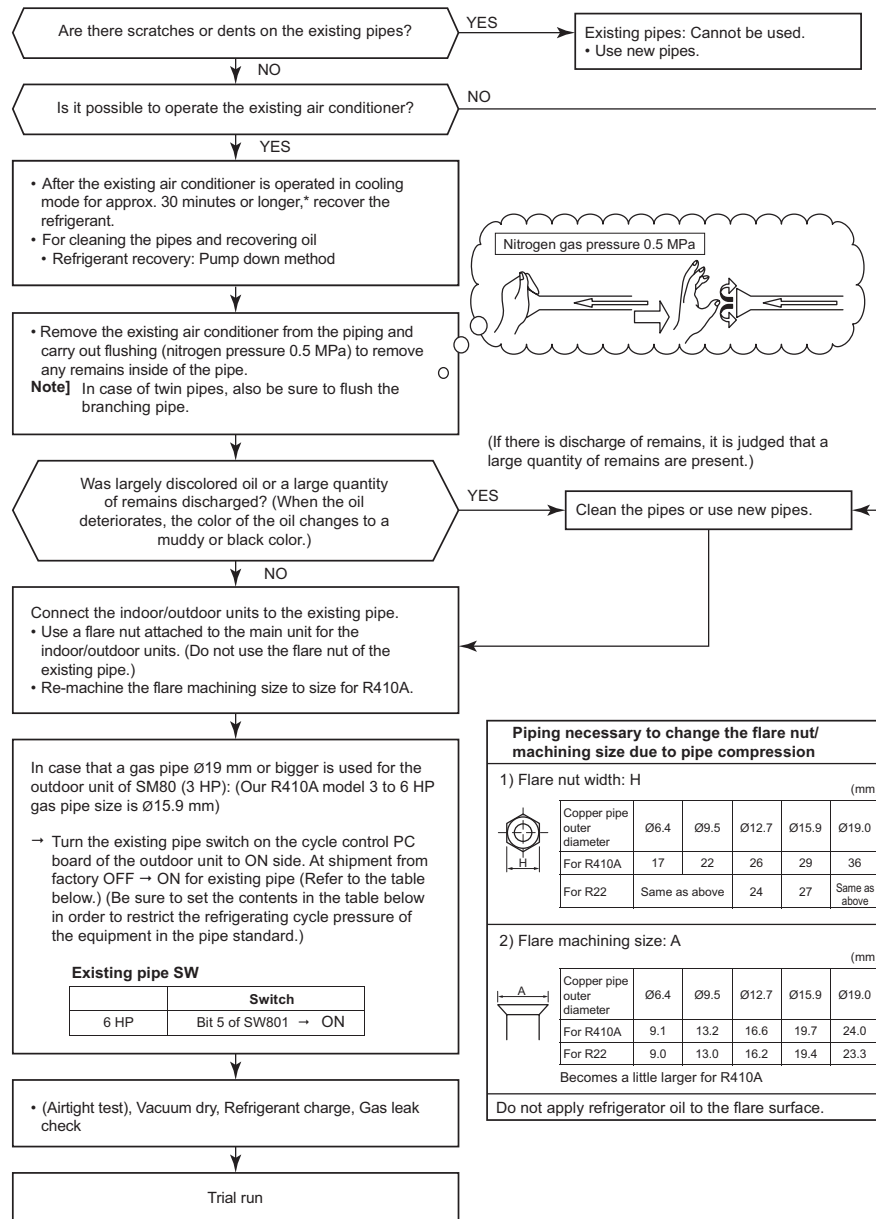 Are there scratches or dents on the existing pipes?
YES
Existing pipes: Cannot be used.
• Use new pipes.
NO
Is it possible to operate the existing air conditioner?
NO
YES
• After the existing air conditioner is operated in cooling
mode for approx. 30 minutes or longer,* recover the
refrigerant.
• For cleaning the pipes and recovering oil
• Refrigerant recovery: Pump down method
Nitrogen gas pressure 0.5 MPa
• Remove the existing air conditioner from the piping and
carry out flushing (nitrogen pressure 0.5 MPa) to remove
any remains inside of the pipe.
Note] In case of twin pipes, also be sure to flush the
branching pipe.
(If there is discharge of remains, it is judged that a
large quantity of remains are present.)
Was largely discolored oil or a large quantity
of remains discharged? (When the oil
deteriorates, the color of the oil changes to a
muddy or black color.)
YES
Clean the pipes or use new pipes.
NO
Connect the indoor/outdoor units to the existing pipe.
• Use a flare nut attached to the main unit for the
indoor/outdoor units. (Do not use the flare nut of the
existing pipe.)
• Re-machine the flare machining size to size for R410A.
In case that a gas pipe Ø19 mm or bigger is used for the
outdoor unit of SM80 (3 HP): (Our R410A model 3 to 6 HP
gas pipe size is Ø15.9 mm)
→ Turn the existing pipe switch on the cycle control PC
board of the outdoor unit to ON side. At shipment from
factory OFF → ON for existing pipe (Refer to the table
below.) (Be sure to set the contents in the table below
in order to restrict the refrigerating cycle pressure of
the equipment in the pipe standard.)
Existing pipe SW
Switch
6 HP Bit 5 of SW801 → ON
• (Airtight test), Vacuum dry, Refrigerant charge, Gas leak
check
Trial run
Piping necessary to change the flare nut/
machining size due to pipe compression
1) Flare nut width: H
(mm
H
Copper pipe
outer
diameter
Ø6.4 Ø9.5 Ø12.7 Ø15.9 Ø19.0
For R410A 17 22 26 29 36
For R22 Same as above 24 27 Same as
above
2) Flare machining size: A
(mm
A
Copper pipe
outer
diameter
Ø6.4 Ø9.5 Ø12.7 Ø15.9 Ø19.0
For R410A 9.1 13.2 16.6 19.7 24.0
For R22 9.0 13.0 16.2 19.4 23.3
Becomes a little larger for R410A
Do not apply refrigerator oil to the flare surface.